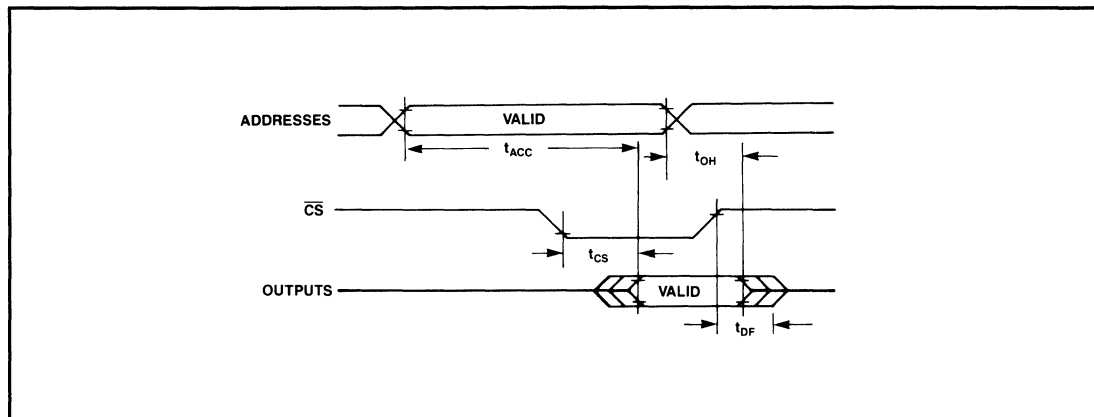 ADDRESSES
VALID
tACC
tOH
CS
tCS
OUTPUTS
VALID
tDF